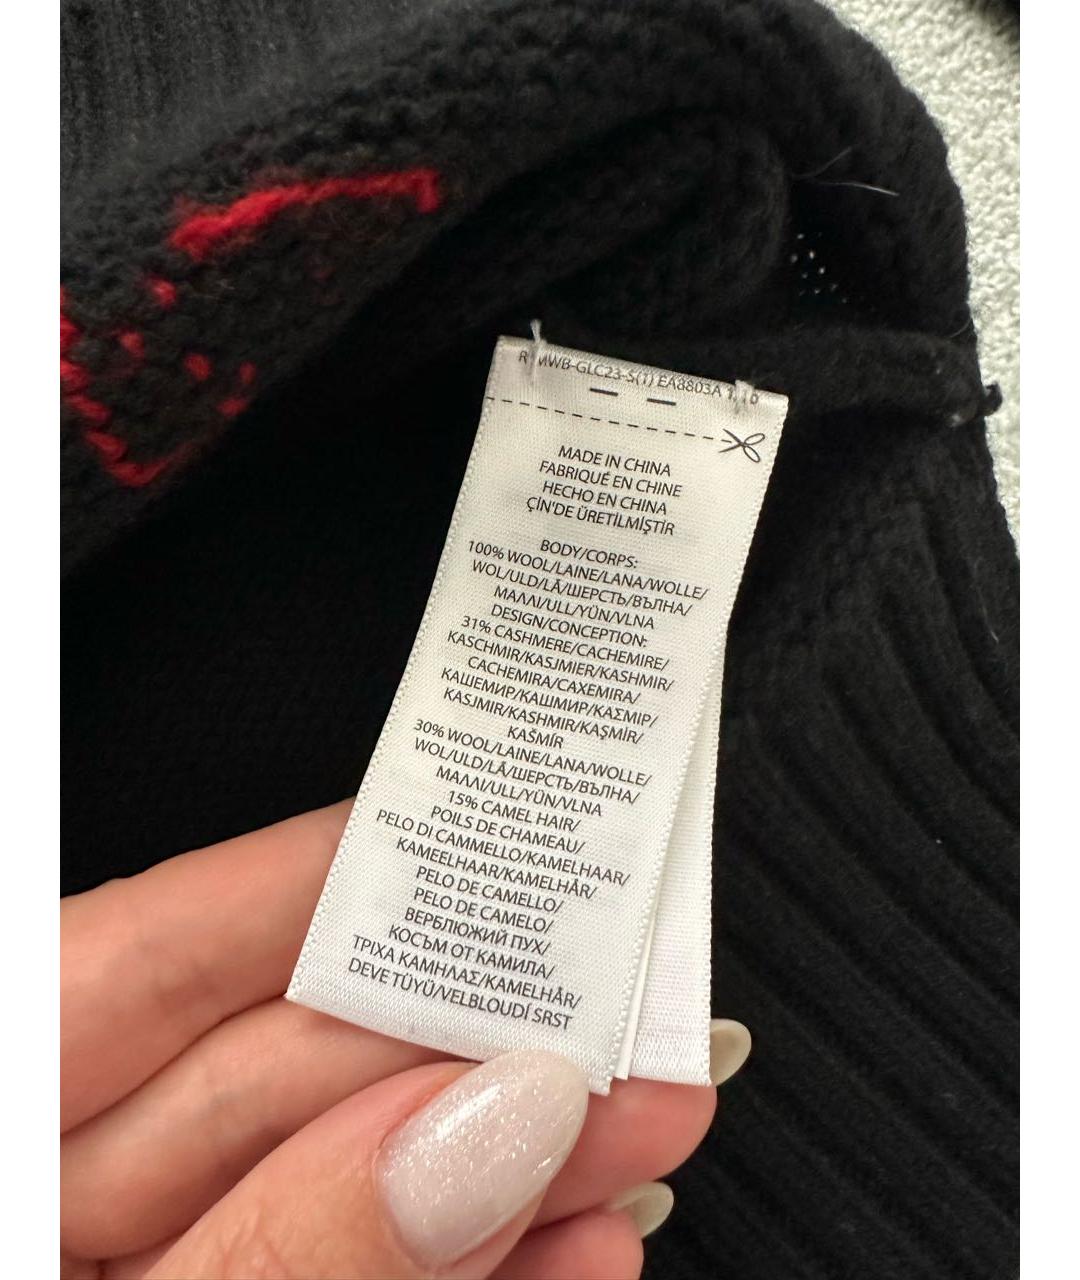 MWB-GLC23-S(1) EA8803A
MADE IN CHINA
FABRIQUÉ EN CHINE
HECHO EN CHINA
ÇİN'DE ÜRETİLMİŞTİR
BODY/CORPS:
100% WOOL/LAINE/LANA/WOLLE/
WOL/ULD/LÃ/ШЕРСТЬ/ВЪЛНА/
ΜΑΛΛΙ/ULL/YÜN/VLNA
DESIGN/CONCEPTION:
31% CASHMERE/CACHEMIRE/
KASCHMIR/KASJMIER/KASHMIR/
CACHEMIRA/CAXEMIRA/
КАШЕМИР/КАШМИР/ΚΑΣΜΙΡ/
KASJMIR/KASHMIR/KAŞMİR/
KAŠMÍR
30% WOOL/LAINE/LANA/WOLLE/
WOL/ULD/LÃ/ШЕРСТЬ/ВЪЛНА/
ΜΑΛΛΙ/ULL/YÜN/VLNA
15% CAMEL HAIR/
POILS DE CHAMEAU/
PELO DI CAMMELLO/KAMELHAAR/
KAMEELHAAR/KAMELHÅR/
PELO DE CAMELLO/
PELO DE CAMELO/
ВЕРБЛЮЖИЙ ПУХ/
КОСЪМ ОТ КАМИЛА/
ΤΡΙΧΑ ΚΑΜΗΛΑΣ/KAMELHÅR/
DEVE TÜYÜ/VELBLOUDÍ SRST